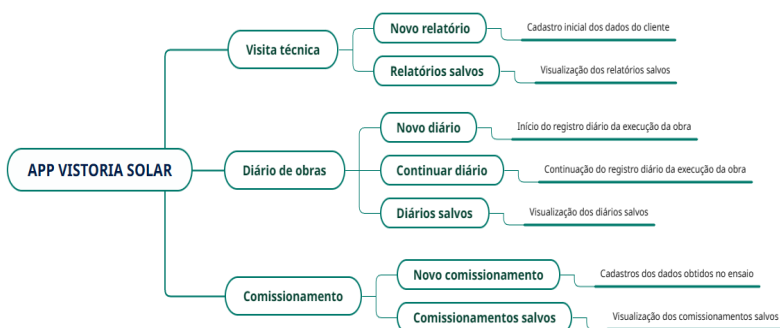 APP VISTORIA SOLAR
Visita técnica
Novo relatório
Cadastro inicial dos dados do cliente
Relatórios salvos
Visualização dos relatórios salvos
Diário de obras
Novo diário
Início do registro diário da execução da obra
Continuar diário
Continuação do registro diário da execução da obra
Diários salvos
Visualização dos diários salvos
Comissionamento
Novo comissionamento
Cadastros dos dados obtidos no ensaio
Comissionamentos salvos
Visualização dos comissionamentos salvos